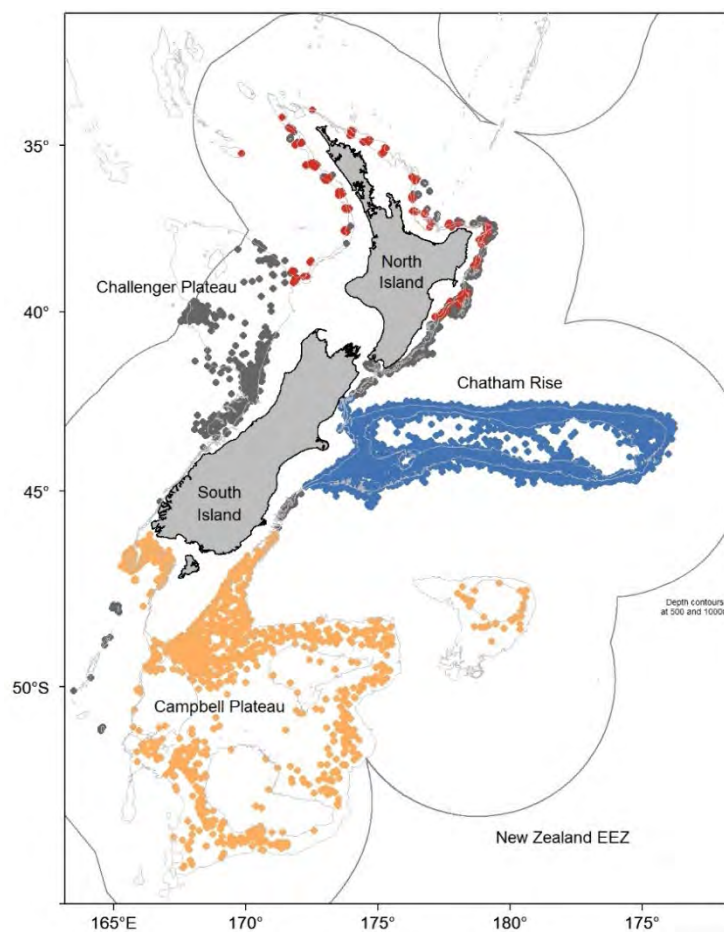 35°
North
Island
Challenger Plateau
40°
Chatham Rise
45°
South
Island
Depth contours
at 500 and 1000
50°S
Campbell Plateau
New Zealand EEZ
165°E
170°
175°
180°
175°